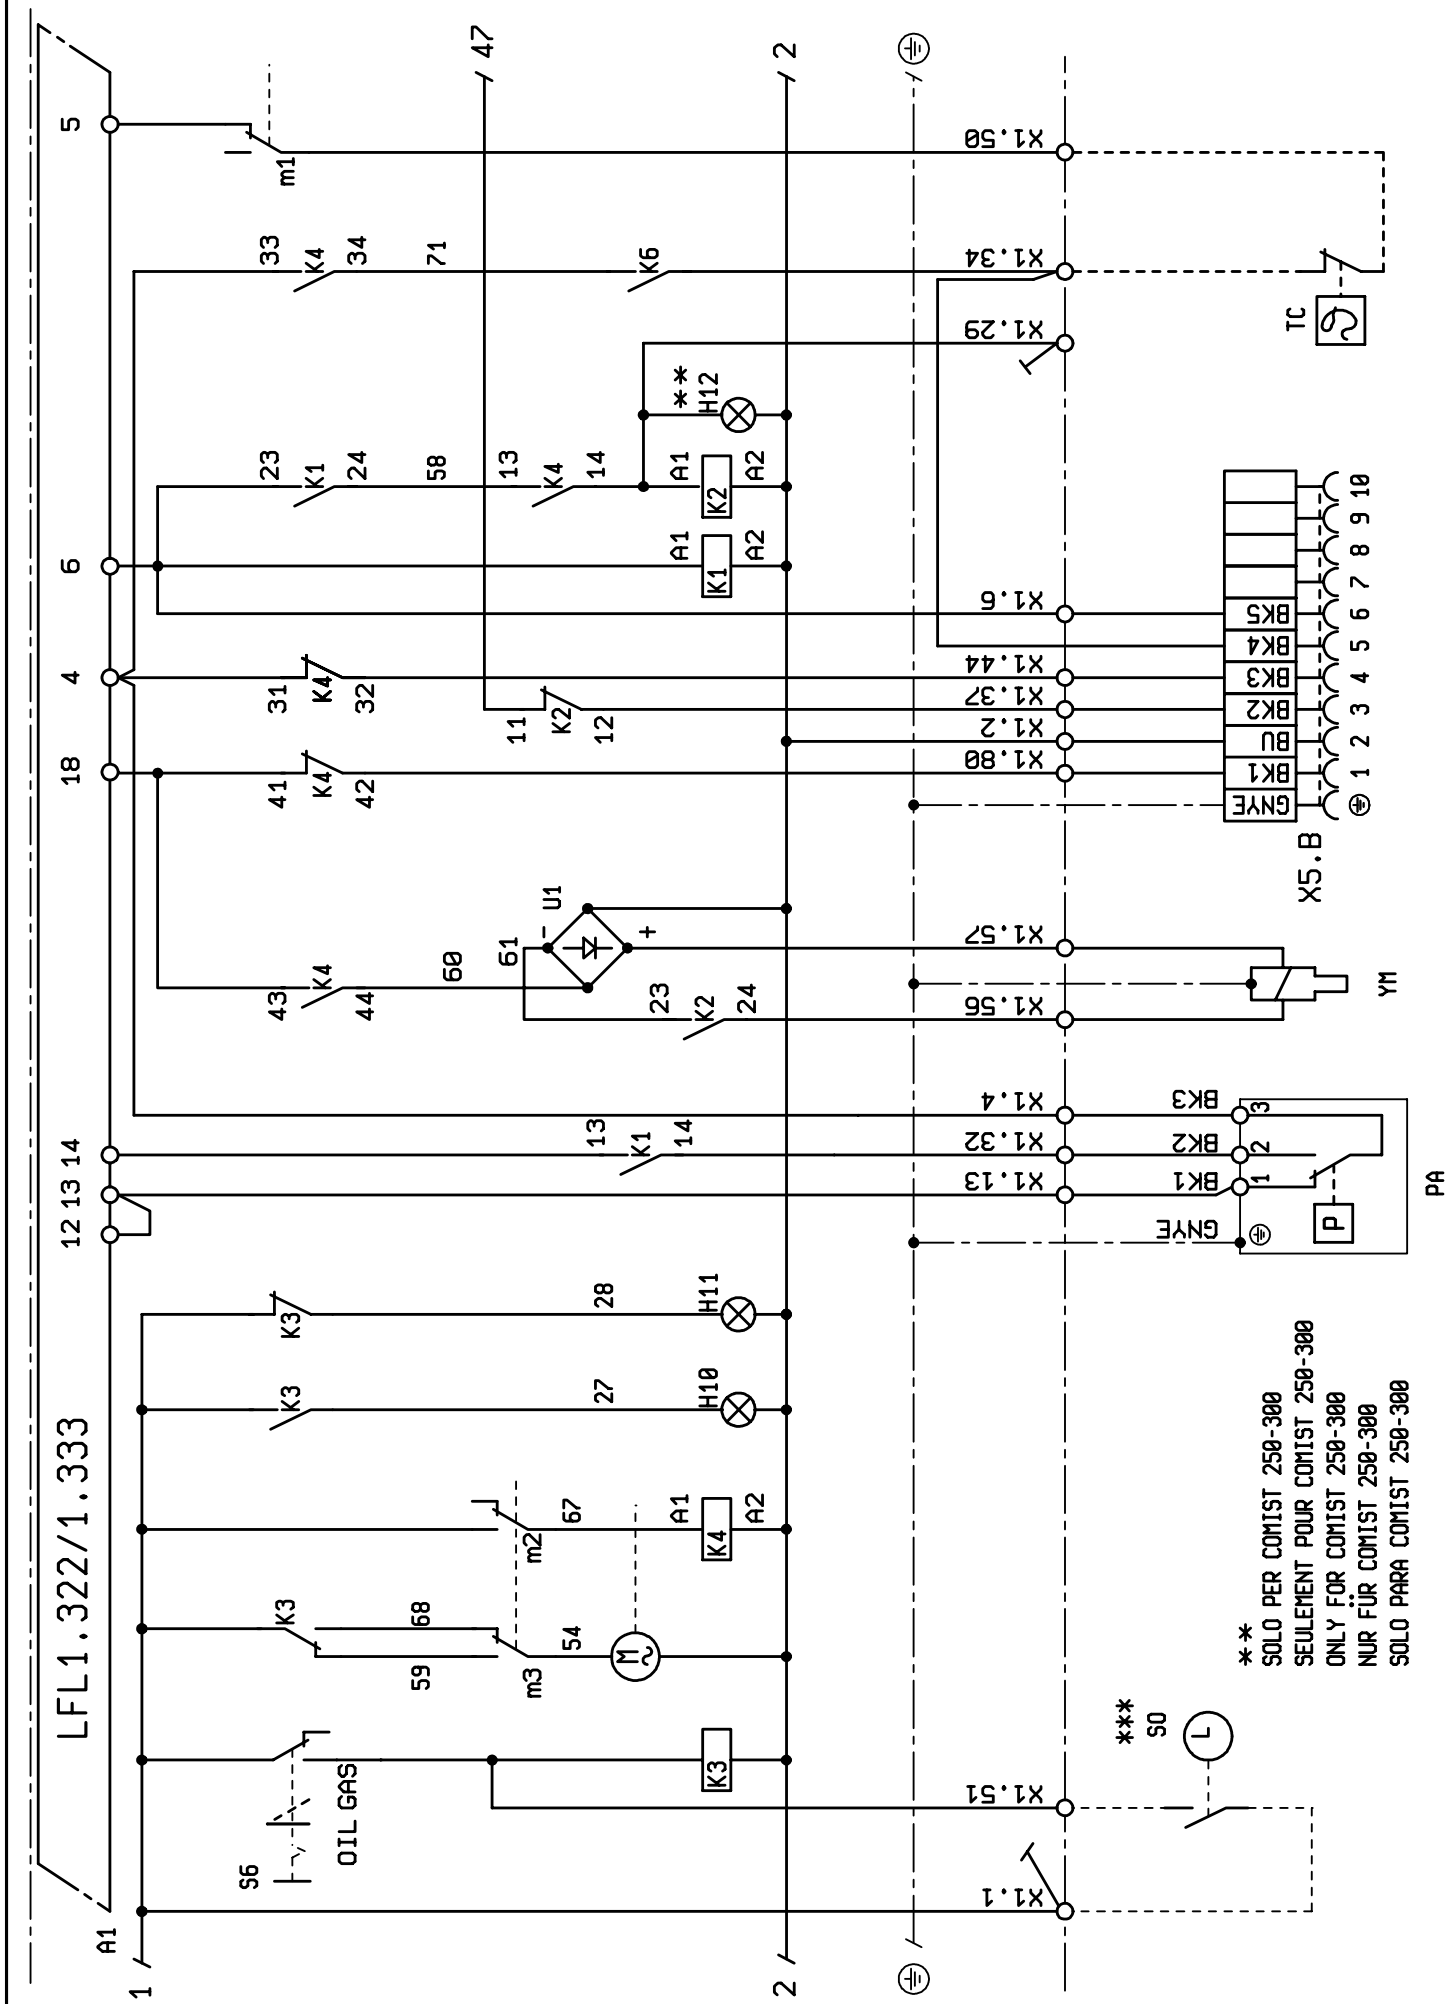 LFL1.322/1.333
A1
12 13 14 18 4 6 5
1
47
2
2
S6
OIL GAS
K3
59
68
m3
54
M
K3
m2
67
A1
K4
A2
K3
27
H10
K3
28
H11
13
K1
14
43
K4
44
60
61
U1
-
+
23
K2
24
41
K4
42
31
K4
32
11
K2
12
A1
K1
A2
23
K1
24
58
13
K4
14
A1
K2
A2
**
H12
33
K4
34
71
K6
m1
X1.1
X1.51
X1.13
X1.32
X1.4
X1.56
X1.57
X1.80
X1.2
X1.37
X1.44
X1.6
X1.29
X1.34
X1.50
***
SO
L
GNYE
BK1
BK2
BK3
1
2
3
P
PA
YM
X5.B
GNYE
BK1
BU
BK2
BK3
BK4
BK5
1 2 3 4 5 6 7 8 9 10
TC
**
SOLO PER COMIST 250-300
SEULEMENT POUR COMIST 250-300
ONLY FOR COMIST 250-300
NUR FÜR COMIST 250-300
SOLO PARA COMIST 250-300